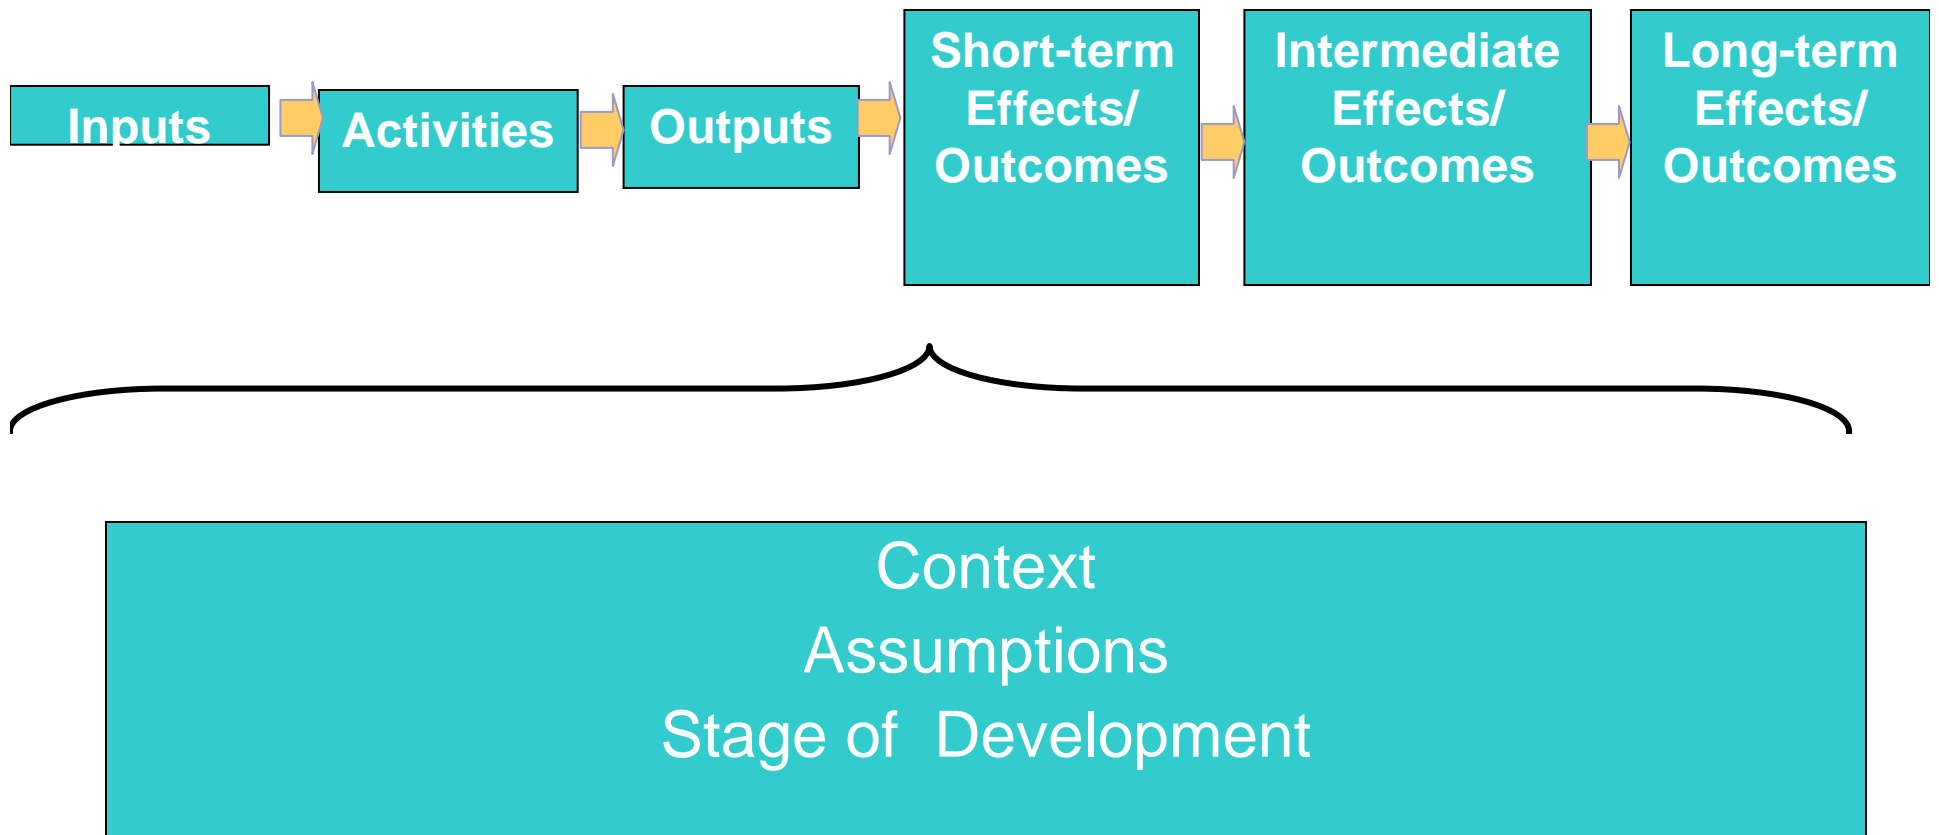 Inputs
Activities
Outputs
Short-term
Effects/
Outcomes
Intermediate
Effects/
Outcomes
Long-term
Effects/
Outcomes
Context
Assumptions
Stage of  Development